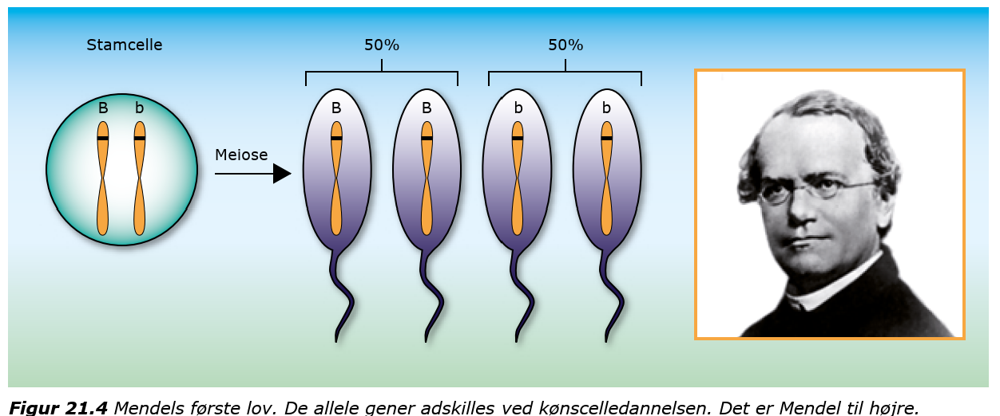 Stamcelle
50%
50%
B b
Meiose
B
B
b
b
Figur 21.4 Mendels første lov. De allele gener adskilles ved kønscelledannelsen. Det er Mendel til højre.